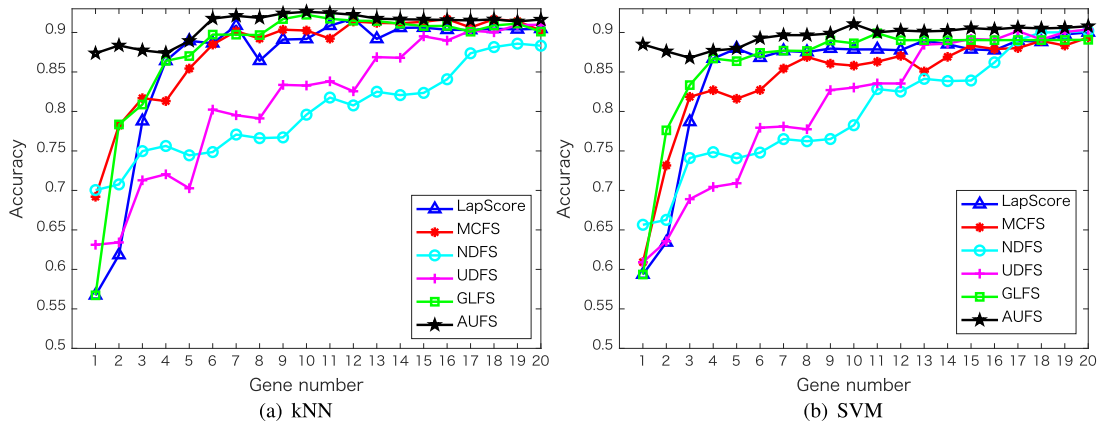 Accuracy
0.9
0.85
0.8
0.75
0.7
0.65
0.6
0.55
0.5
1 2 3 4 5 6 7 8 9 10 11 12 13 14 15 16 17 18 19 20
Gene number
LapScore
MCFS
NDFS
UDFS
GLFS
AUFS
(a) kNN
Accuracy
0.9
0.85
0.8
0.75
0.7
0.65
0.6
0.55
0.5
1 2 3 4 5 6 7 8 9 10 11 12 13 14 15 16 17 18 19 20
Gene number
LapScore
MCFS
NDFS
UDFS
GLFS
AUFS
(b) SVM